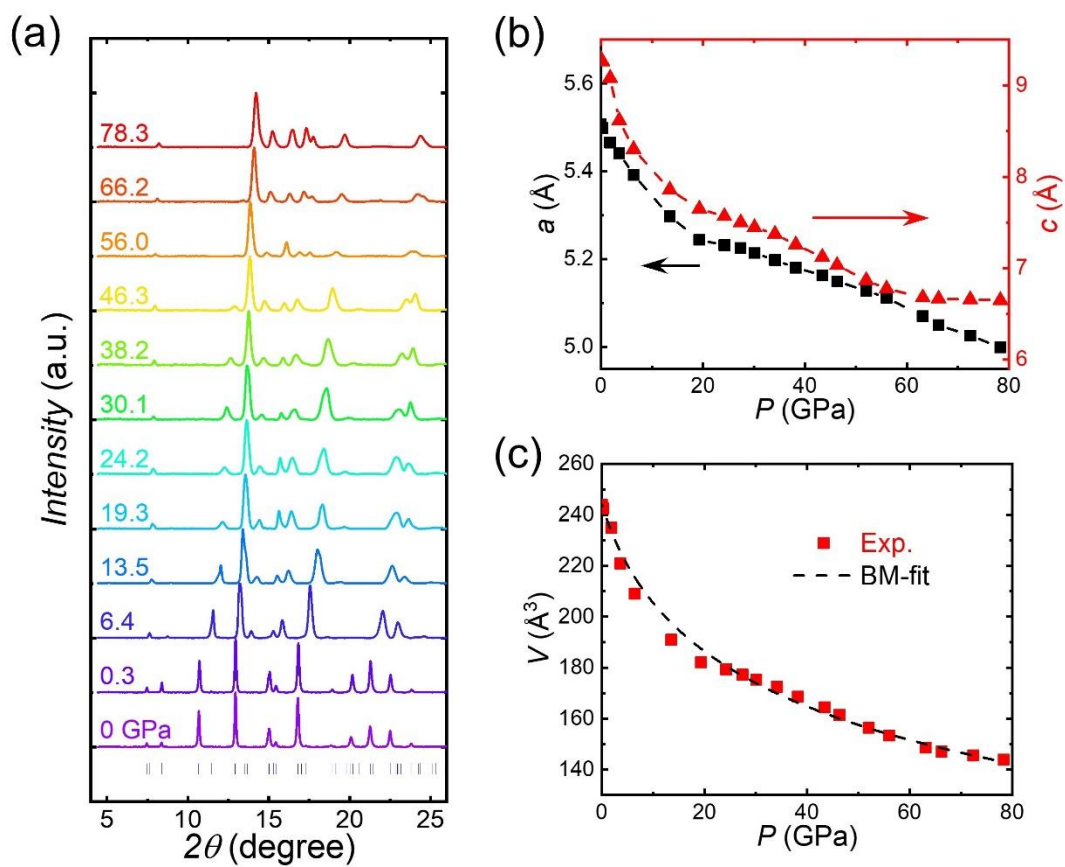 (a)
78.3
66.2
56.0
46.3
38.2
30.1
24.2
19.3
13.5
6.4
0.3
0 GPa
Intensity (a.u.)
5 10 15 20 25
2θ (degree)
(b)
5.6
5.4
5.2
5.0
a (Å)
9
8
7
6
c (Å)
0 20 40 60 80
P (GPa)
(c)
260
240
220
200
180
160
140
V (Å³)
Exp.
BM-fit
0 20 40 60 80
P (GPa)